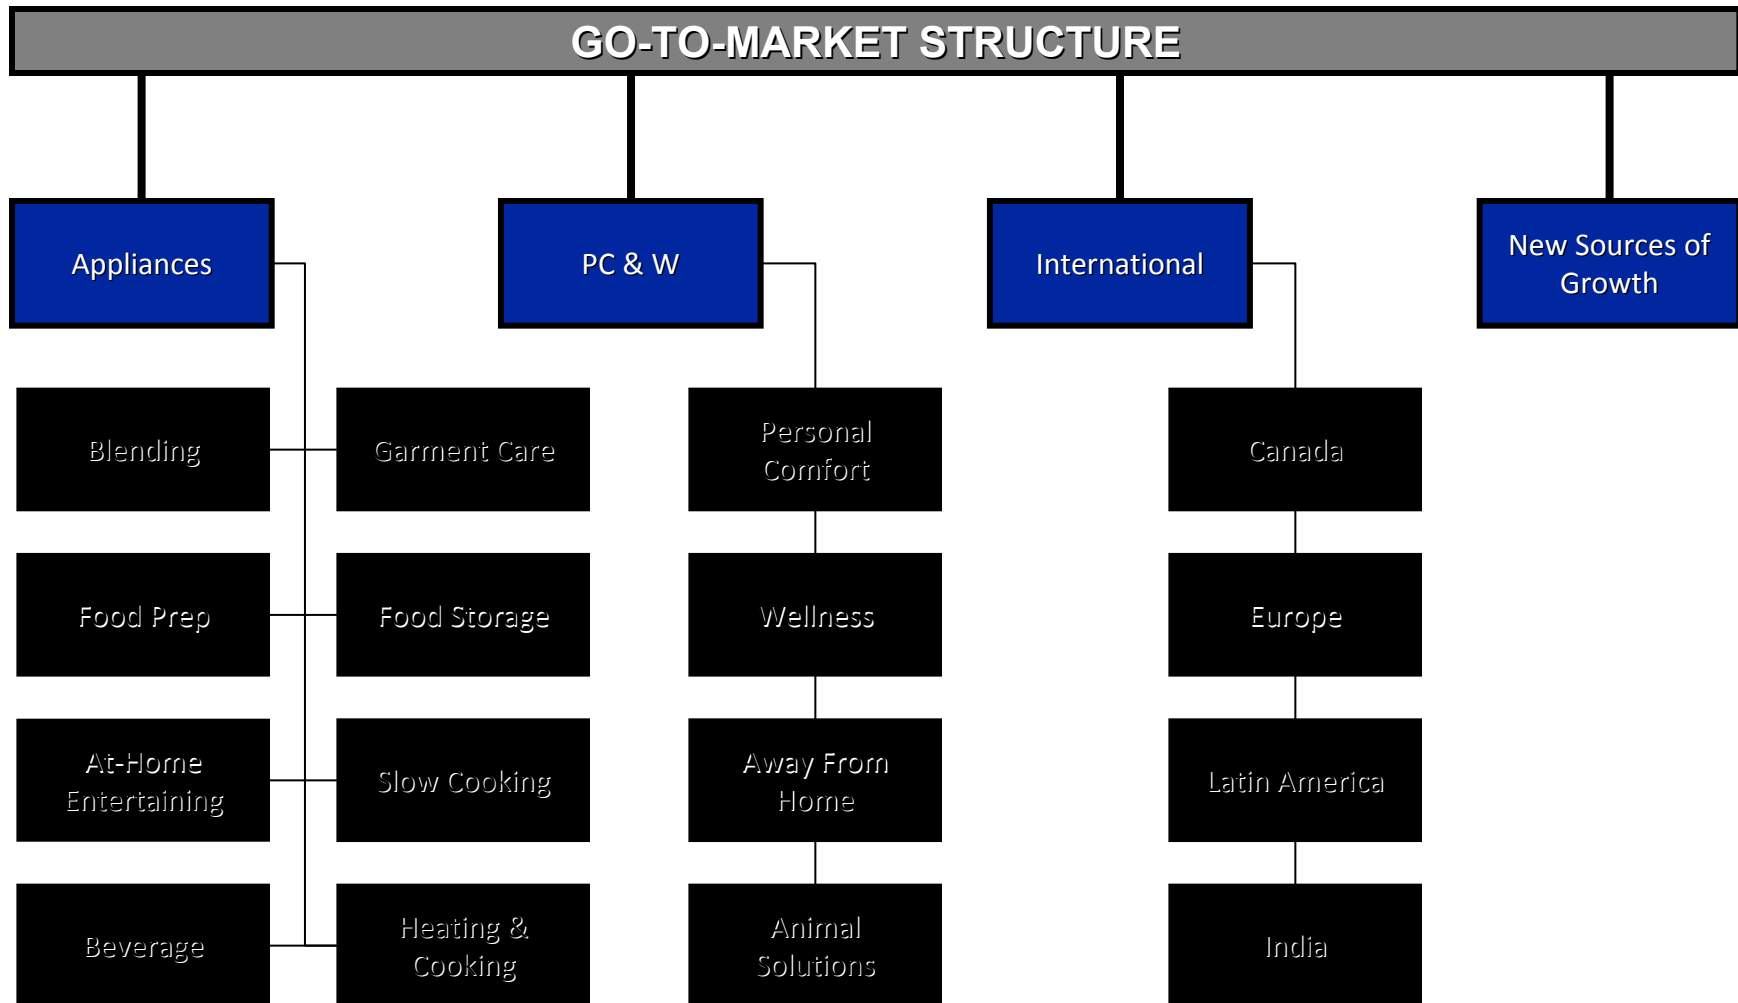 GO-TO-MARKET STRUCTURE
Appliances
PC & W
International
New Sources of
Growth
Blending
Garment Care
Personal
Comfort
Canada
Food Prep
Food Storage
Wellness
Europe
At-Home
Entertaining
Slow Cooking
Away From
Home
Latin America
Beverage
Heating &
Cooking
Animal
Solutions
India